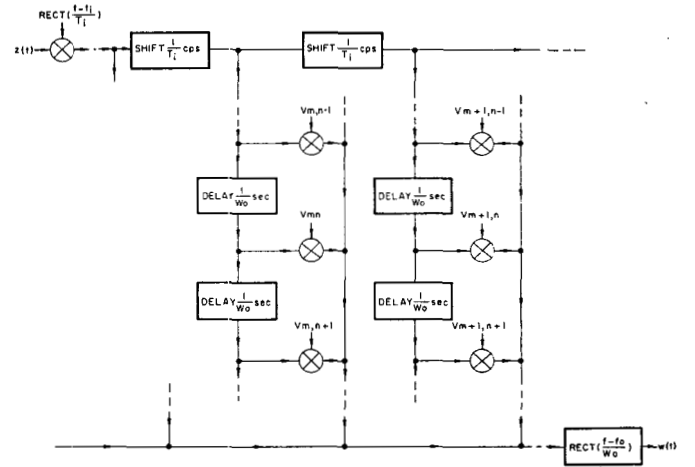 RECT(f-fi/Ti)
z(t)
SHIFT 1/Ti cps
SHIFT 1/Ti cps
Vm,n-1
Vm+1,n-1
DELAY 1/Wo sec
DELAY 1/Wo sec
Vmn
Vm+1,n
DELAY 1/Wo sec
DELAY 1/Wo sec
Vm,n+1
Vm+1,n+1
RECT(f-fo/Wo)
w(t)